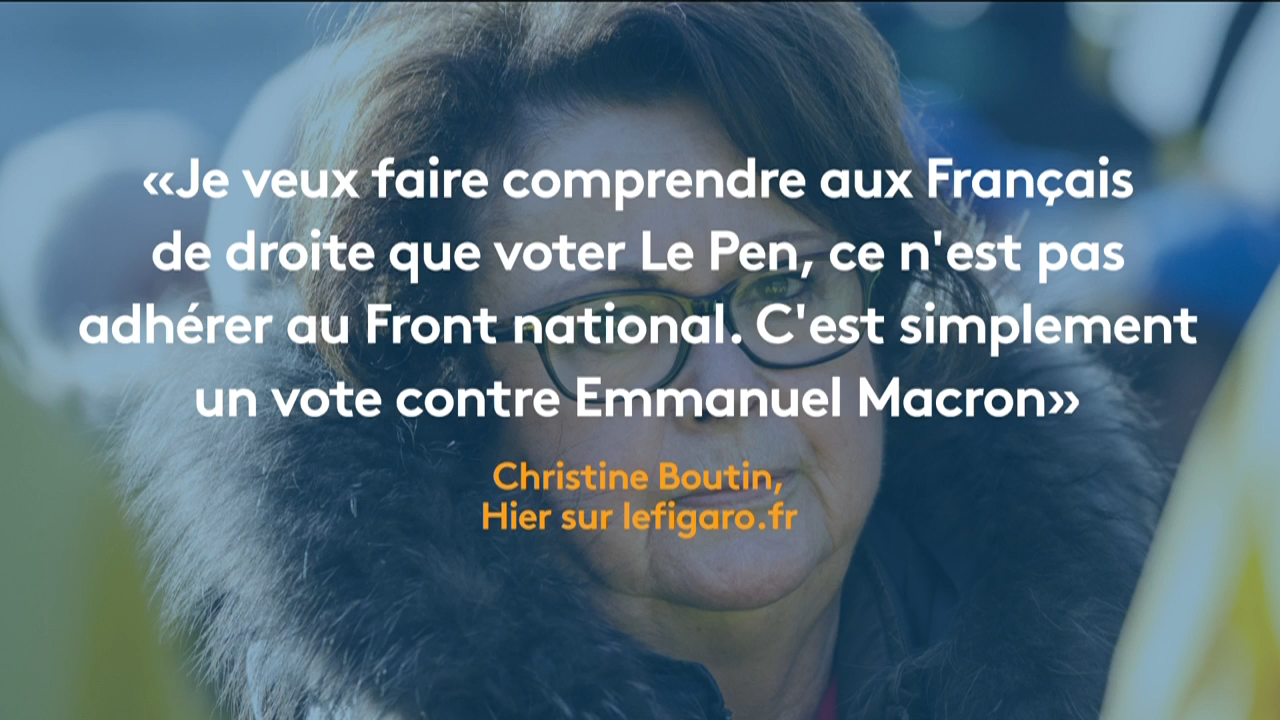 «Je veux faire comprendre aux Français
de droite que voter Le Pen, ce n'est pas
adhérer au Front national. C'est simplement
un vote contre Emmanuel Macron»
Christine Boutin,
Hier sur lefigaro.fr